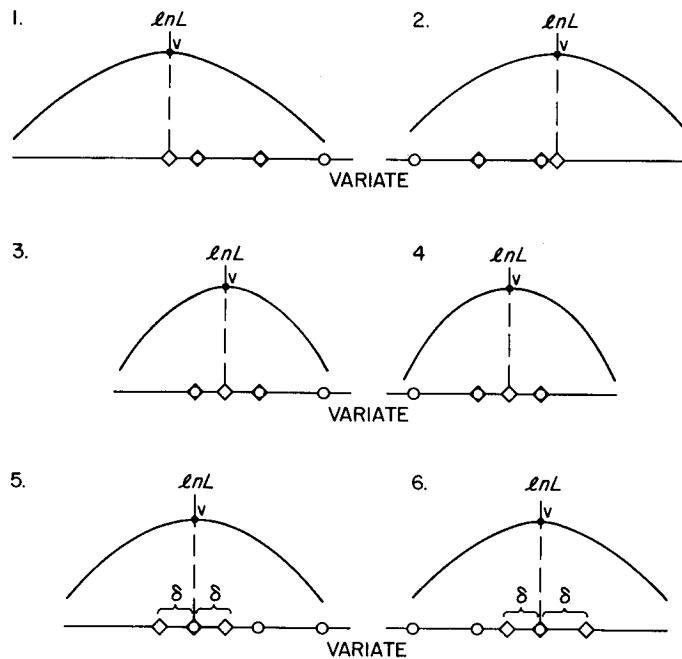 1.
2.
lnL
lnL
v
v
VARIATE
3.
4
lnL
lnL
v
v
VARIATE
5.
6.
lnL
lnL
v
v
δ δ
δ δ
VARIATE